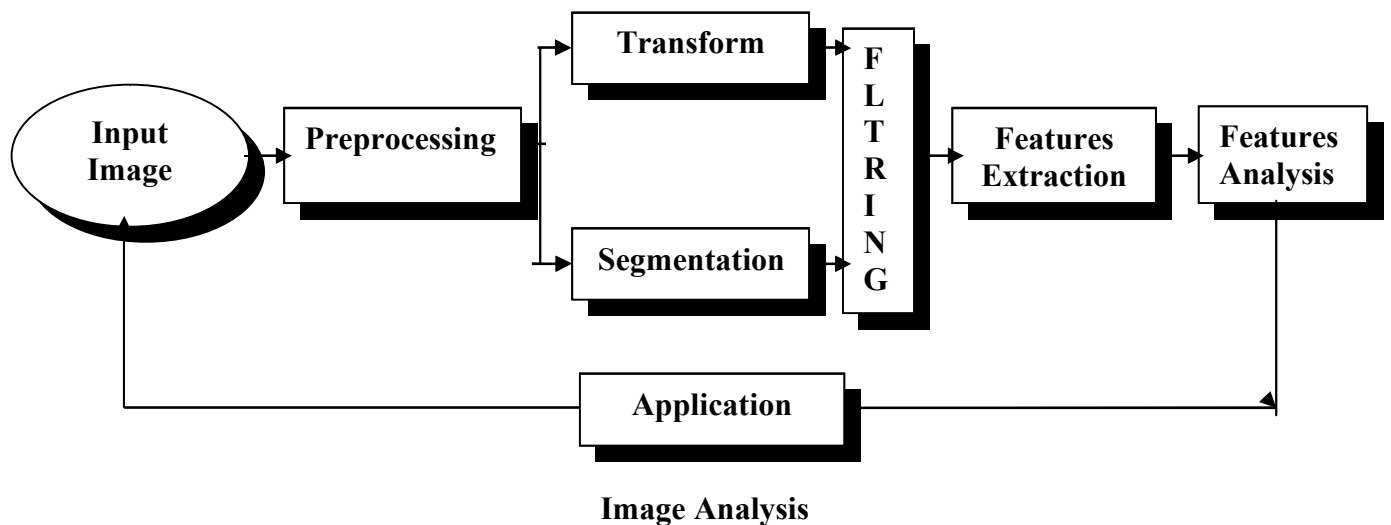 Input
Image
Preprocessing
Transform
Segmentation
F
L
T
R
I
N
G
Features
Extraction
Features
Analysis
Application
Image Analysis